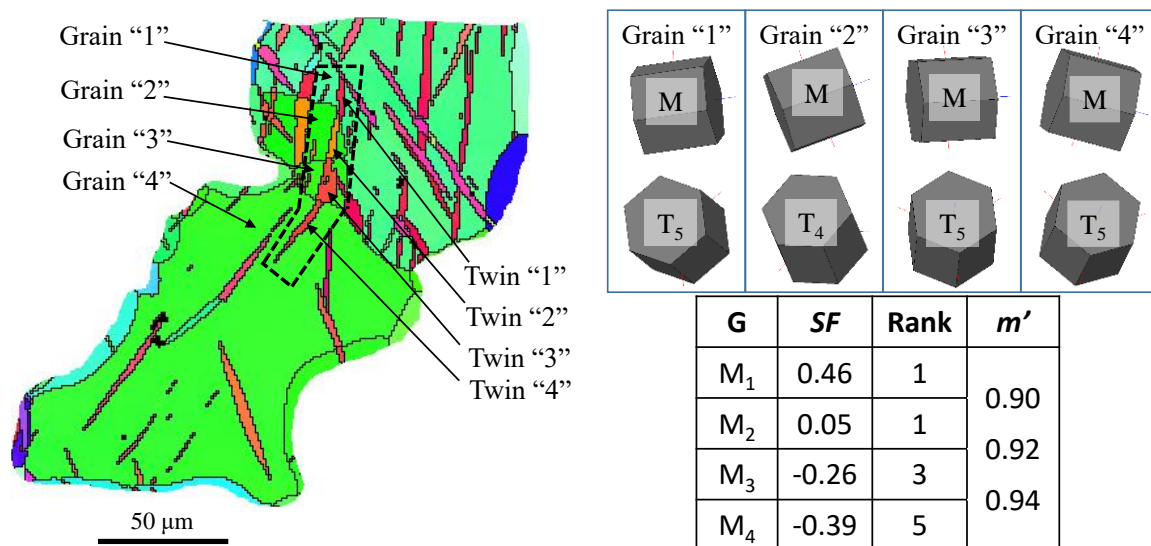 Grain “1”
Grain “2”
Grain “3”
Grain “4”
Twin “1”
Twin “2”
Twin “3”
Twin “4”
50 μm
Grain “1” Grain “2” Grain “3” Grain “4”
M M M M
T₅ T₄ T₅ T₅
G SF Rank m’
M₁ 0.46 1
0.90
M₂ 0.05 1
0.92
M₃ -0.26 3
0.94
M₄ -0.39 5